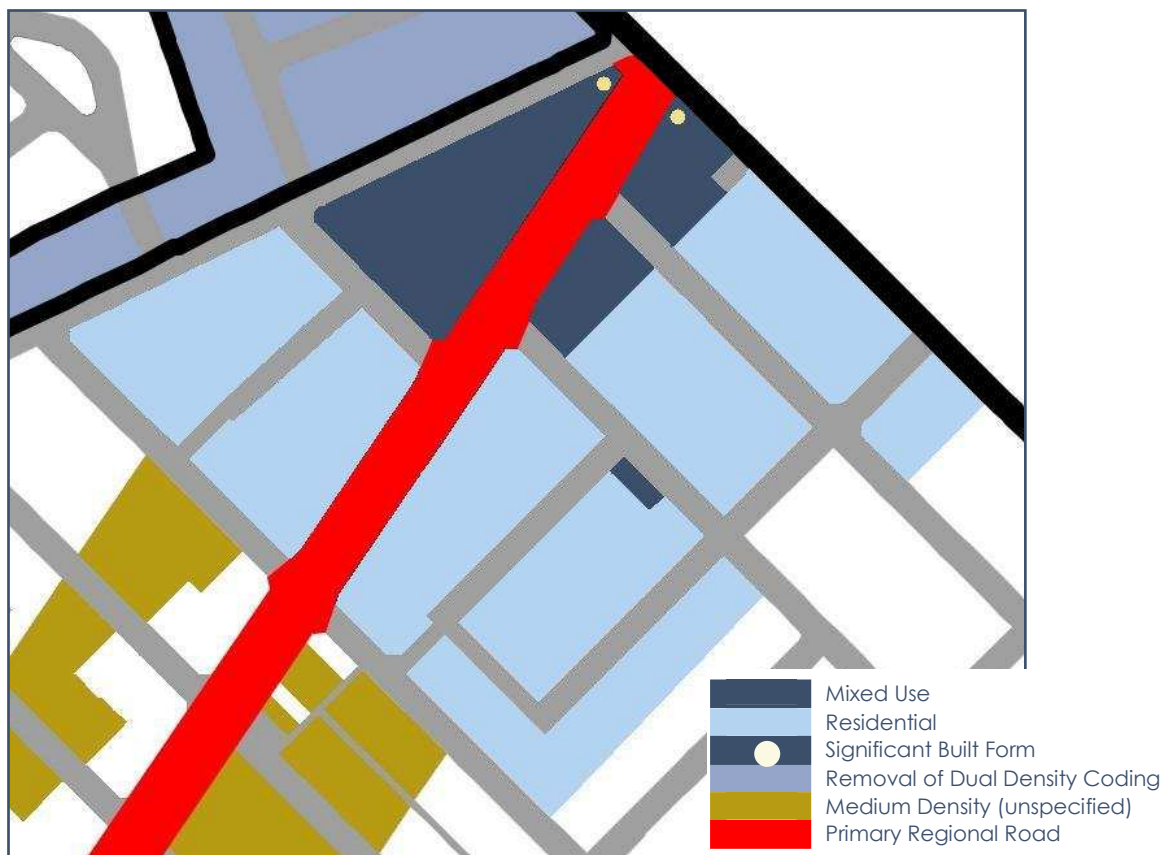 Mixed Use
Residential
Significant Built Form
Removal of Dual Density Coding
Medium Density (unspecified)
Primary Regional Road